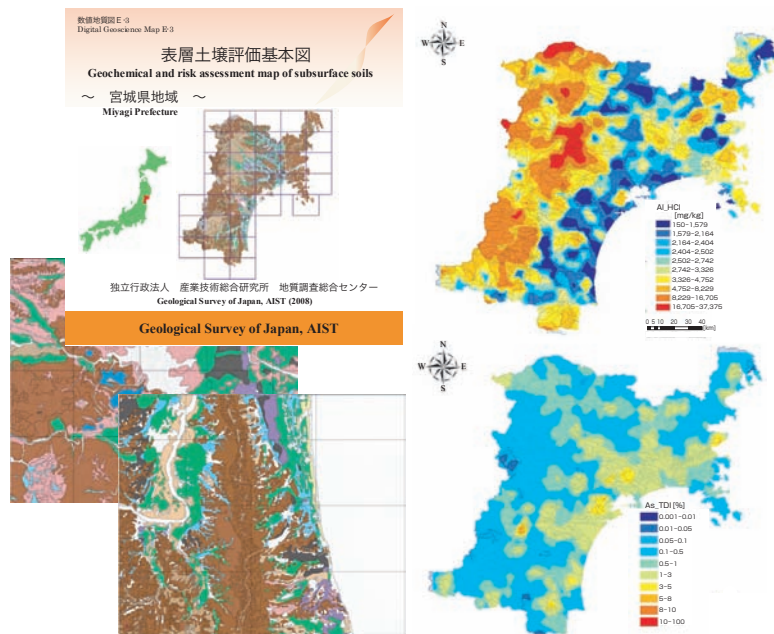 数値地質図 E-3
Digital Geoscience Map E-3
表層土壌評価基本図
Geochemical and risk assessment map of subsurface soils
～ 宮城県地域 ～
Miyagi Prefecture
独立行政法人 産業技術総合研究所 地質調査総合センター
Geological Survey of Japan, AIST (2008)
Geological Survey of Japan, AIST
N
W E
S
Al_HCl
[mg/kg]
150-1,579
1,579-2,164
2,164-2,404
2,404-2,502
2,502-2,742
2,742-3,326
3,326-4,752
4,752-8,229
8,229-16,705
16,705-37,375
0 5 10 20 30 40
[km]
N
W E
S
As_TDI [%]
0.001-0.01
0.01-0.05
0.05-0.1
0.1-0.5
0.5-1
1-3
3-5
5-8
8-10
10-100